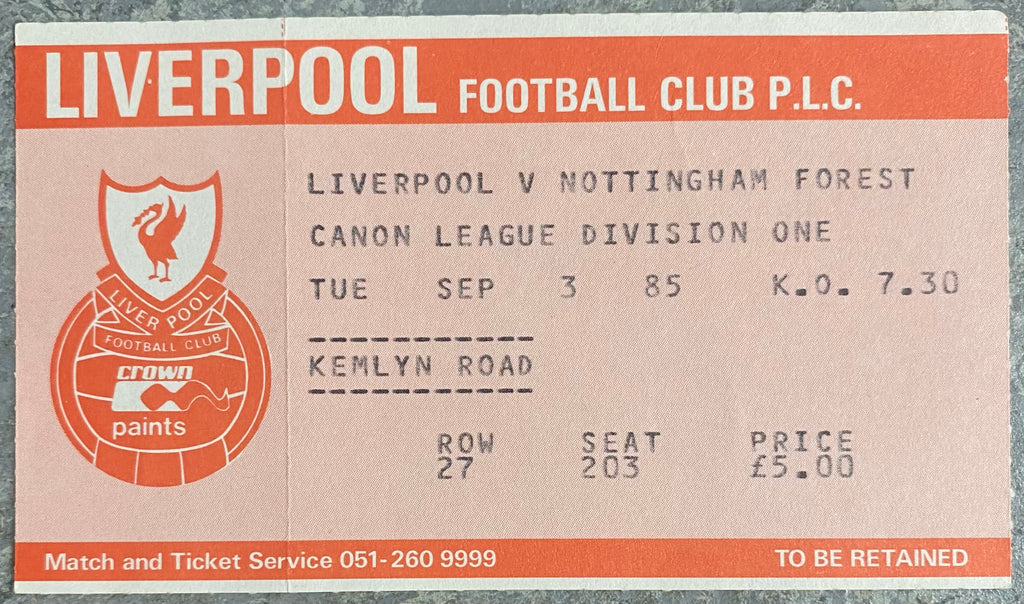 LIVERPOOL FOOTBALL CLUB P.L.C.
LIVERPOOL V NOTTINGHAM FOREST
CANON LEAGUE DIVISION ONE
TUE SEP 3 85 K.O. 7.30
KEMLYN ROAD
ROW SEAT PRICE
27 203 £5.00
LIVER POOL
FOOTBALL CLUB
crown
paints
Match and Ticket Service 051-260 9999 TO BE RETAINED